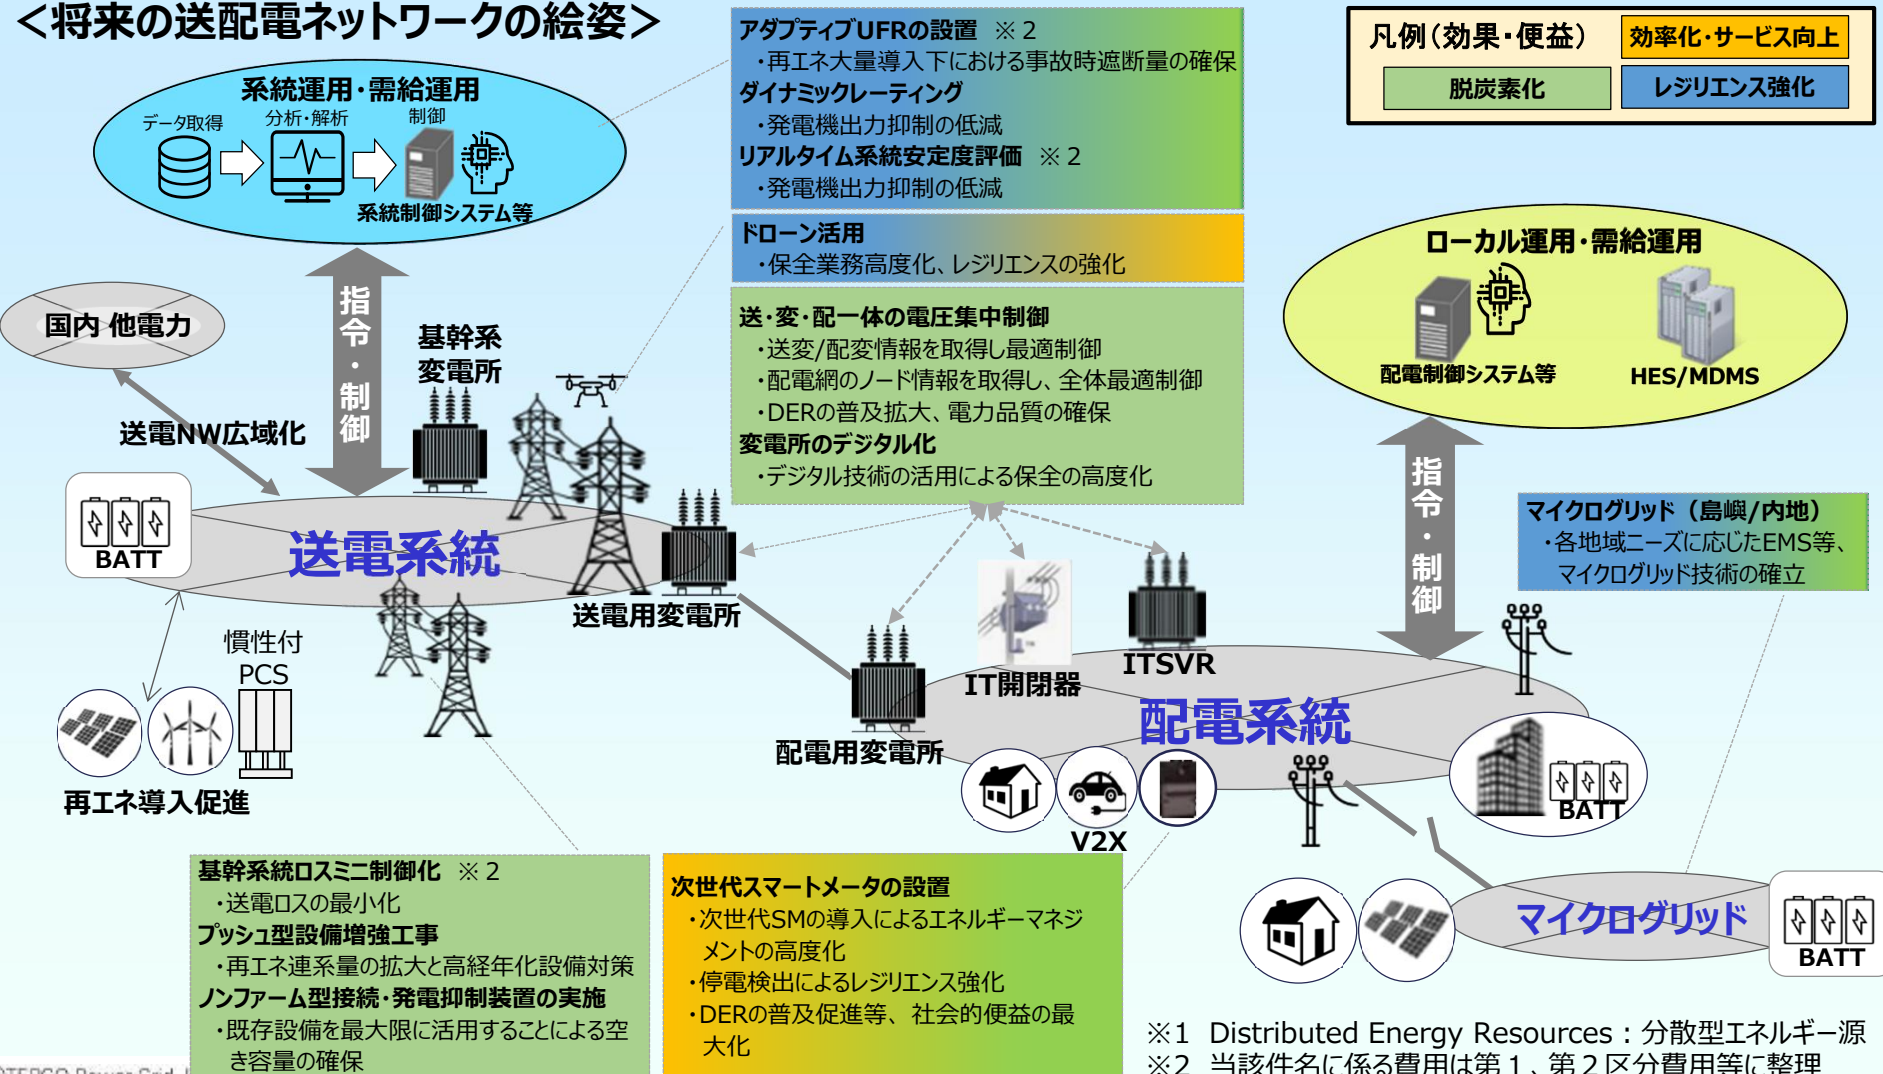 ＜将来の送配電ネットワークの絵姿＞
系統運用・需給運用
データ取得
分析・解析
制御
系統制御システム等
アダプティブUFRの設置 ※２
・再エネ大量導入下における事故時遮断量の確保
ダイナミックレーティング
・発電機出力抑制の低減
リアルタイム系統安定度評価 ※２
・発電機出力抑制の低減
凡例（効果・便益）
効率化・サービス向上
脱炭素化
レジリエンス強化
ドローン活用
・保全業務高度化、レジリエンスの強化
送・変・配一体の電圧集中制御
・送変/配変情報を取得し最適制御
・配電網のノード情報を取得し、全体最適制御
・DERの普及拡大、電力品質の確保
変電所のデジタル化
・デジタル技術の活用による保全の高度化
ローカル運用・需給運用
配電制御システム等
HES/MDMS
国内 他電力
指令・制御
基幹系
変電所
送電NW広域化
BATT
送電系統
送電用変電所
慣性付
PCS
再エネ導入促進
指令・制御
マイクログリッド（島嶼/内地）
・各地域ニーズに応じたEMS等、
マイクログリッド技術の確立
IT開閉器
ITSVR
配電用変電所
配電系統
V2X
BATT
マイクログリッド
BATT
基幹系統ロスミニ制御化 ※２
・送電ロスの最小化
プッシュ型設備増強工事
・再エネ連系量の拡大と高経年化設備対策
ノンファーム型接続・発電抑制装置の実施
・既存設備を最大限に活用することによる空
き容量の確保
次世代スマートメータの設置
・次世代SMの導入によるエネルギーマネジ
メントの高度化
・停電検出によるレジリエンス強化
・DERの普及促進等、社会的便益の最
大化
※1 Distributed Energy Resources：分散型エネルギー源
※2 当該件名に係る費用は第１、第２区分費用等に整理